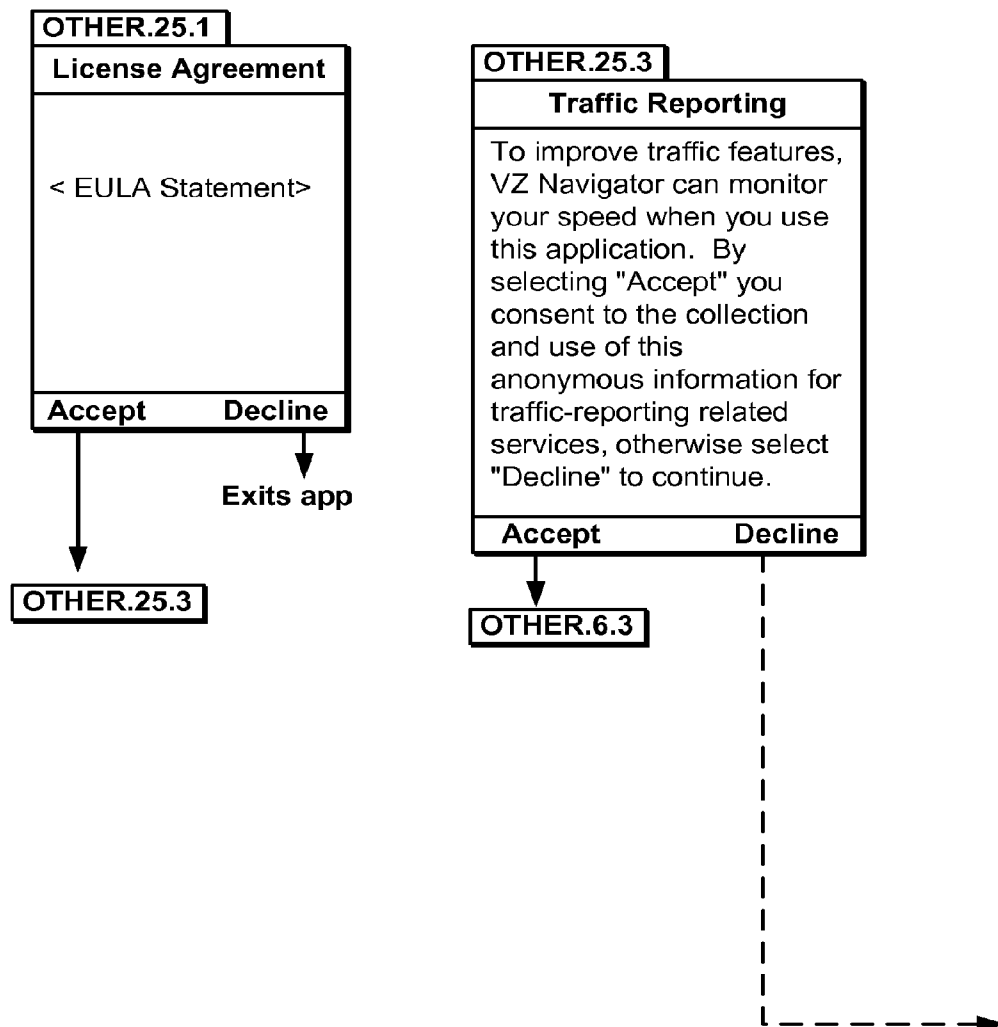 OTHER.25.1
License Agreement
< EULA Statement>
Accept Decline
Exits app
OTHER.25.3
OTHER.25.3
Traffic Reporting
To improve traffic features,
VZ Navigator can monitor
your speed when you use
this application. By
selecting "Accept" you
consent to the collection
and use of this
anonymous information for
traffic-reporting related
services, otherwise select
"Decline" to continue.
Accept Decline
OTHER.6.3